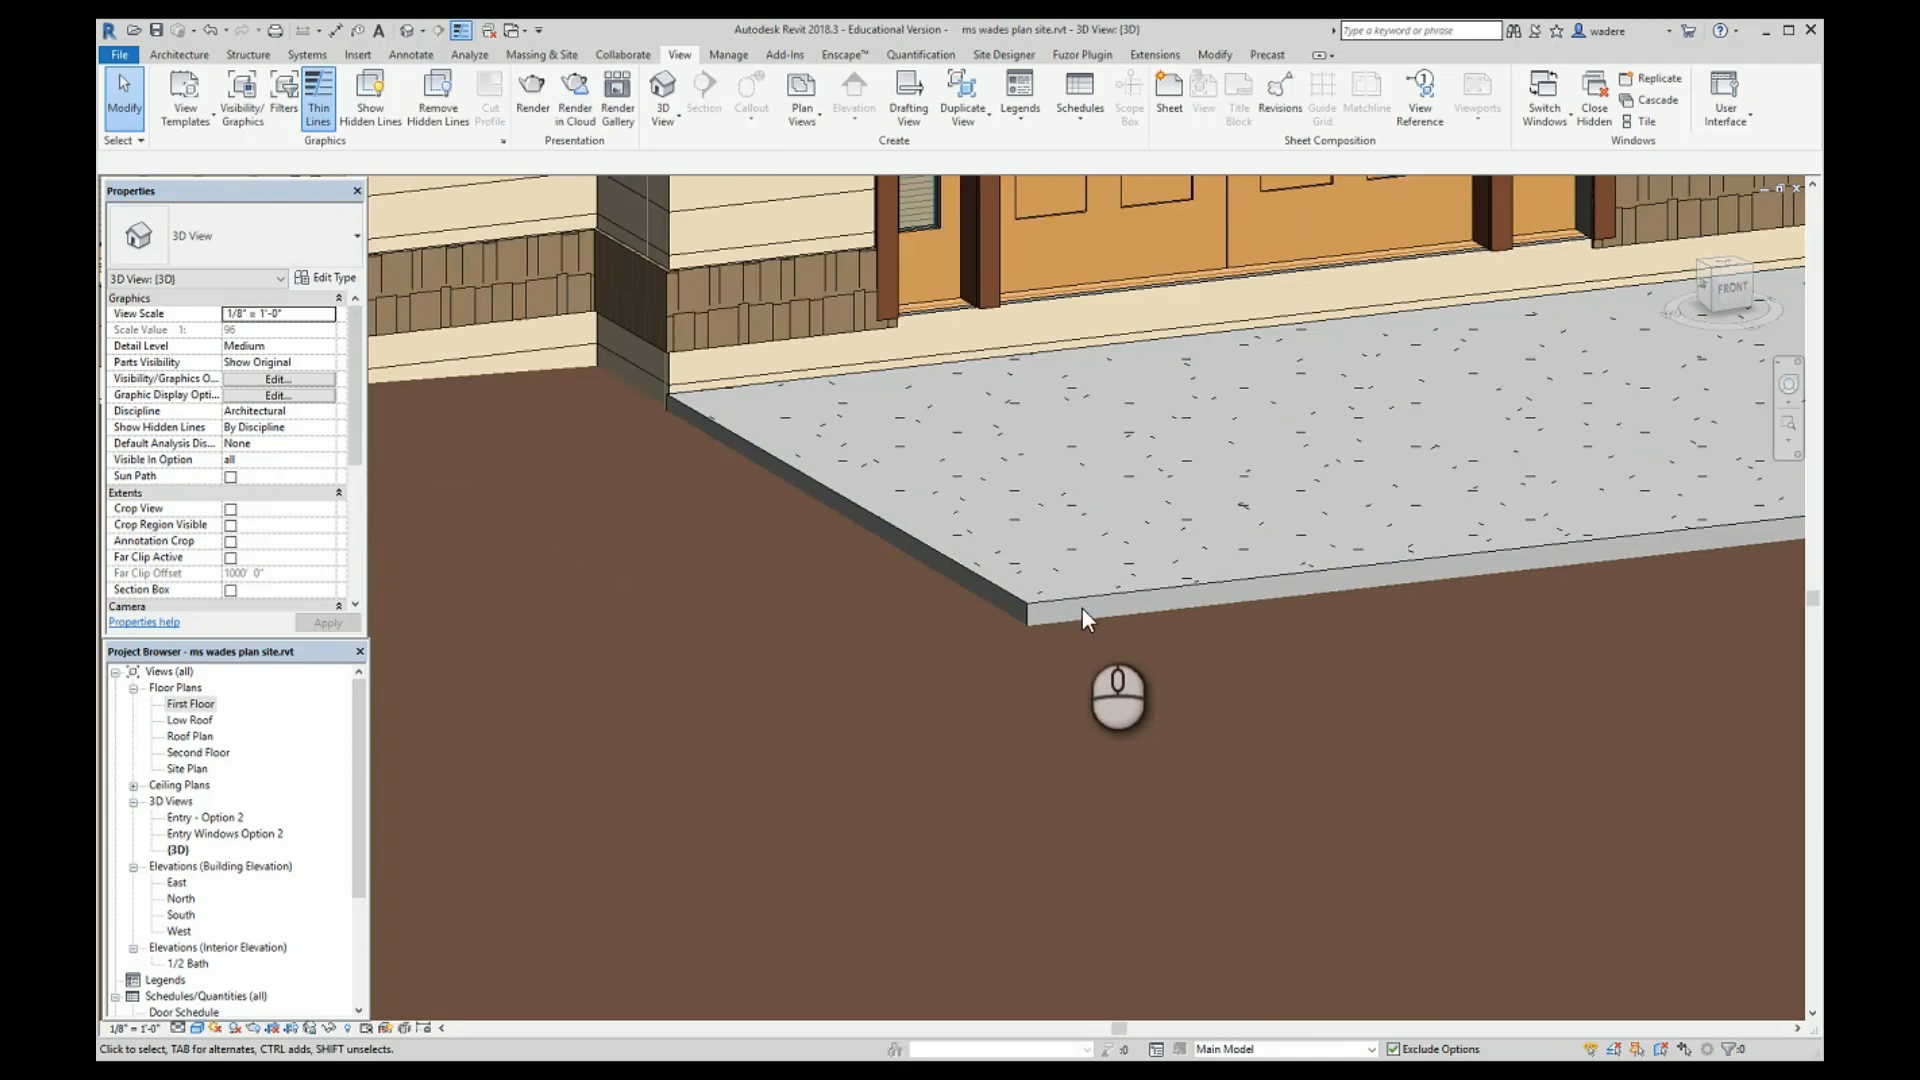 Autodesk Revit 2018.3 - Educational Version - ms wades plan site.rvt - 3D View: {3D}
Type a keyword or phrase
wadere
File Architecture Structure Systems Insert Annotate Analyze Massing & Site Collaborate View Manage Add-Ins Enscape™ Quantification Site Designer Fuzor Plugin Extensions Modify Precast
Modify
View Templates
Visibility/ Graphics
Filters
Thin Lines
Show Hidden Lines
Remove Hidden Lines
Cut Profile
Render
Render in Cloud
Render Gallery
3D View
Section
Callout
Plan Views
Elevation
Drafting View
Duplicate View
Legends
Schedules
Scope Box
Sheet
View
Title Block
Revisions
Guide Grid
Matchline
View Reference
Viewports
Switch Windows
Close Hidden
Replicate
Cascade
Tile
User Interface
Select Graphics Presentation Create Sheet Composition Windows
Properties
3D View
3D View: {3D} Edit Type
Graphics
View Scale 1/8" = 1'-0"
Scale Value 1: 96
Detail Level Medium
Parts Visibility Show Original
Visibility/Graphics O... Edit...
Graphic Display Opti... Edit...
Discipline Architectural
Show Hidden Lines By Discipline
Default Analysis Dis... None
Visible In Option all
Sun Path
Extents
Crop View
Crop Region Visible
Annotation Crop
Far Clip Active
Far Clip Offset 1000' 0"
Section Box
Camera
Properties help Apply
Project Browser - ms wades plan site.rvt
Views (all)
Floor Plans
First Floor
Low Roof
Roof Plan
Second Floor
Site Plan
Ceiling Plans
3D Views
Entry - Option 2
Entry Windows Option 2
{3D}
Elevations (Building Elevation)
East
North
South
West
Elevations (Interior Elevation)
1/2 Bath
Legends
Schedules/Quantities (all)
Door Schedule
FRONT
1/8" = 1'-0"
Click to select, TAB for alternates, CTRL adds, SHIFT unselects.
:0
Main Model
Exclude Options
:0